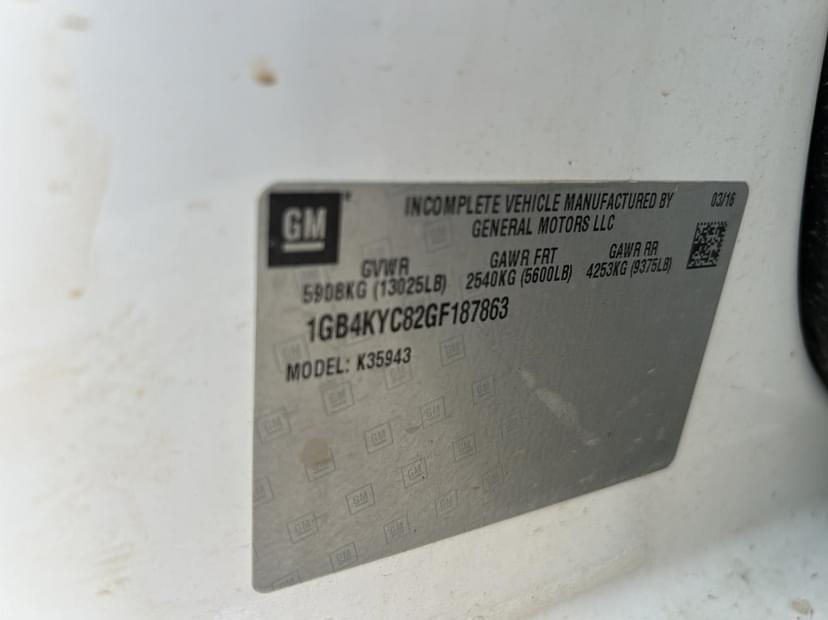 GM
INCOMPLETE VEHICLE MANUFACTURED BY 03/16
GENERAL MOTORS LLC
GVWR GAWR FRT GAWR RR
5908KG (13025LB) 2540KG (5600LB) 4253KG (9375LB)
1GB4KYC82GF187863
MODEL: K35943